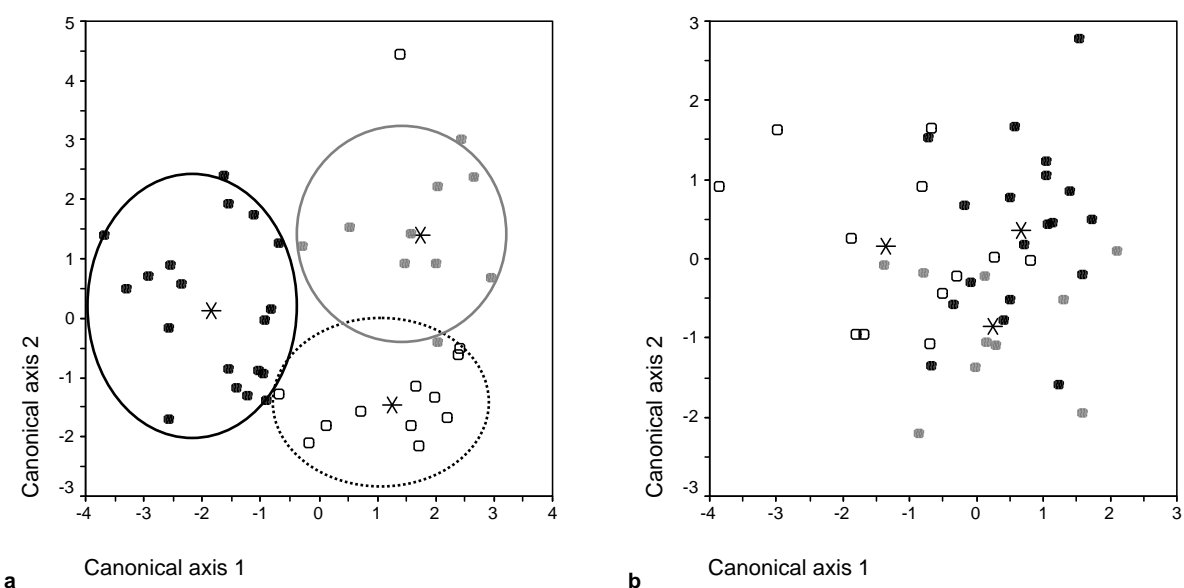 5
4
3
2
1
0
-1
-2
-3
-4 -3 -2 -1 0 1 2 3 4
Canonical axis 2
Canonical axis 1
a
3
2
1
0
-1
-2
-3
-4 -3 -2 -1 0 1 2 3
Canonical axis 2
Canonical axis 1
b